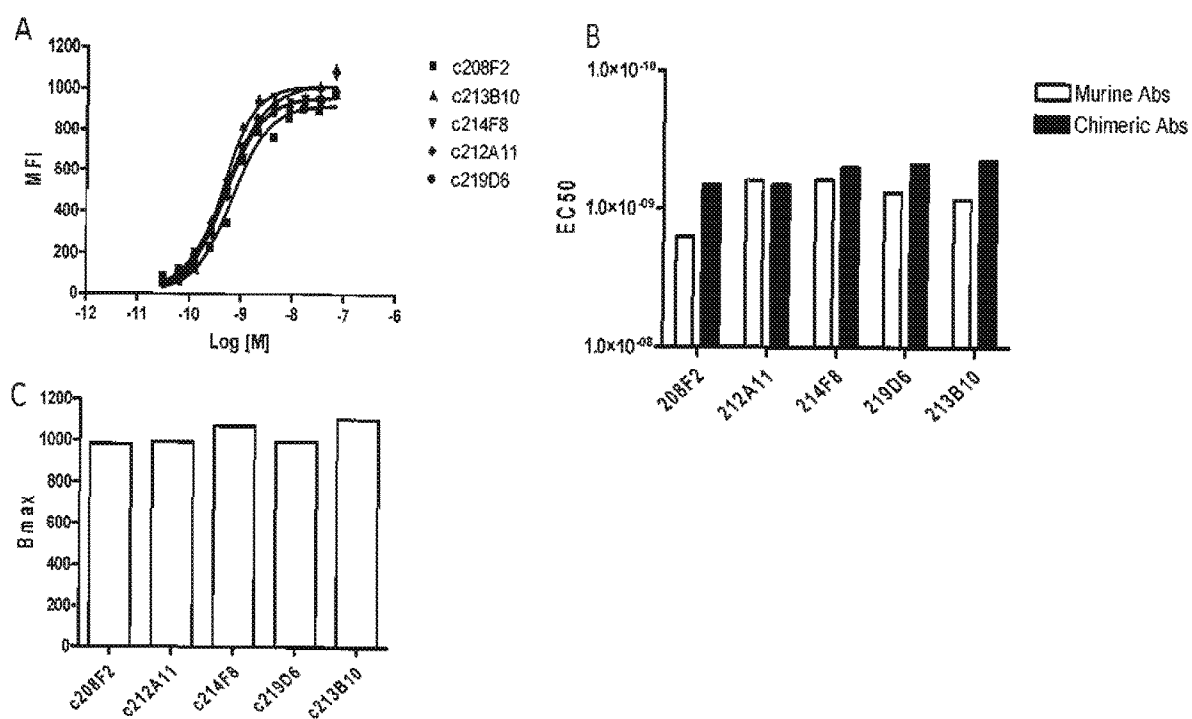 A
MFI
1200
1000
800
600
400
200
0
-12
-11
-10
-9
-8
-7
-6
Log [M]
c208F2
c213B10
c214F8
c212A11
c219D6
B
EC50
1.0×10⁻¹⁰
1.0×10⁻⁰⁹
1.0×10⁻⁰⁸
208F2
212A11
214F8
219D6
213B10
Murine Abs
Chimeric Abs
C
Bmax
1200
1000
800
600
400
200
0
c208F2
c212A11
c214F8
c219D6
c213B10